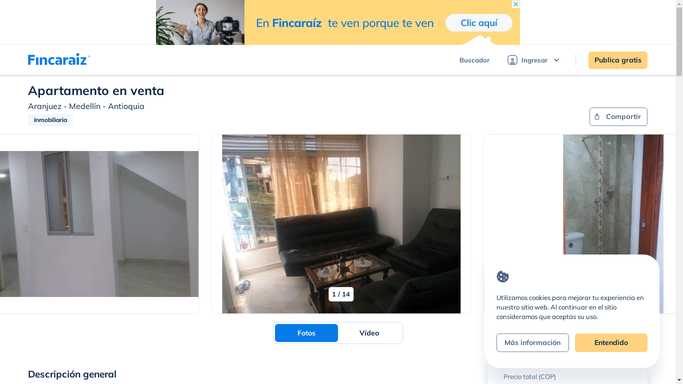 En Fincaraíz te ven porque te ven
Clic aquí
Fincaraíz
Buscador
Ingresar
Publica gratis
Apartamento en venta
Aranjuez - Medellín - Antioquia
Inmobiliaria
Compartir
1 / 14
Fotos
Vídeo
Utilizamos cookies para mejorar tu experiencia en
nuestro sitio web. Al continuar en el sitio
consideramos que aceptas su uso.
Más información
Entendido
Descripción general
Precio total (COP)